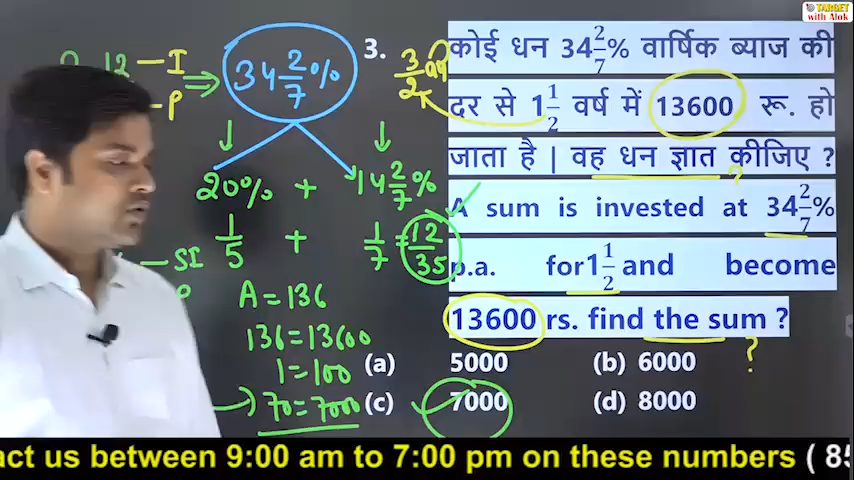 TARGET
with Alok
— I
— P
⇒ 34 2/7 %
20% + 14 2/7 %
1/5 + 1/7 = 12/35
— SI
A = 136
136 = 13600
1 = 100
→ 70 = 7000
3. कोई धन 34 2/7% वार्षिक ब्याज की
दर से 1 1/2 वर्ष में 13600 रू. हो
जाता है | वह धन ज्ञात कीजिए ?
?
A sum is invested at 34 2/7%
p.a. for 1 1/2 and become
13600 rs. find the sum ?
?
(a) 5000 (b) 6000
(c) 7000 (d) 8000
act us between 9:00 am to 7:00 pm on these numbers ( 85